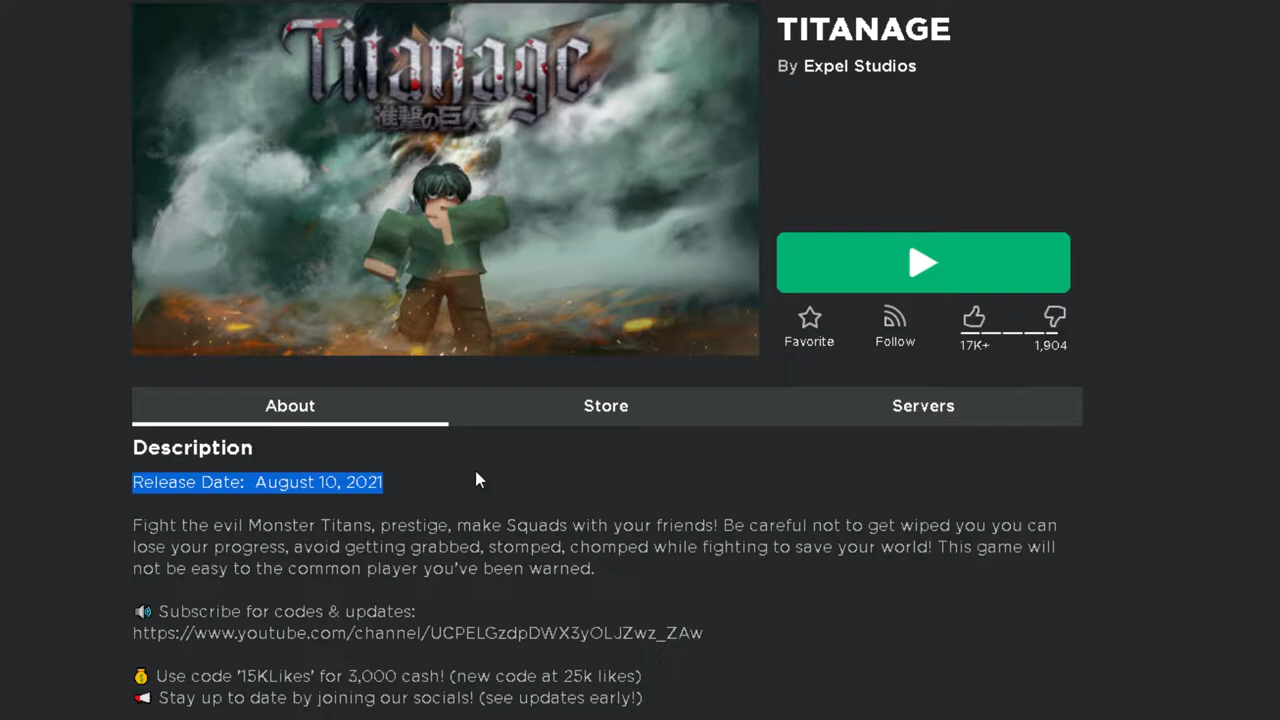 Titanage
進撃の巨人
TITANAGE
By Expel Studios
Favorite
Follow
17K+
1,904
About
Store
Servers
Description
Release Date:  August 10, 2021
Fight the evil Monster Titans, prestige, make Squads with your friends! Be careful not to get wiped you you can
lose your progress, avoid getting grabbed, stomped, chomped while fighting to save your world! This game will
not be easy to the common player you've been warned.
🔊 Subscribe for codes & updates:
https://www.youtube.com/channel/UCPELGzdpDWX3yOLJZwz_ZAw
💰 Use code '15KLikes' for 3,000 cash! (new code at 25k likes)
📢 Stay up to date by joining our socials! (see updates early!)